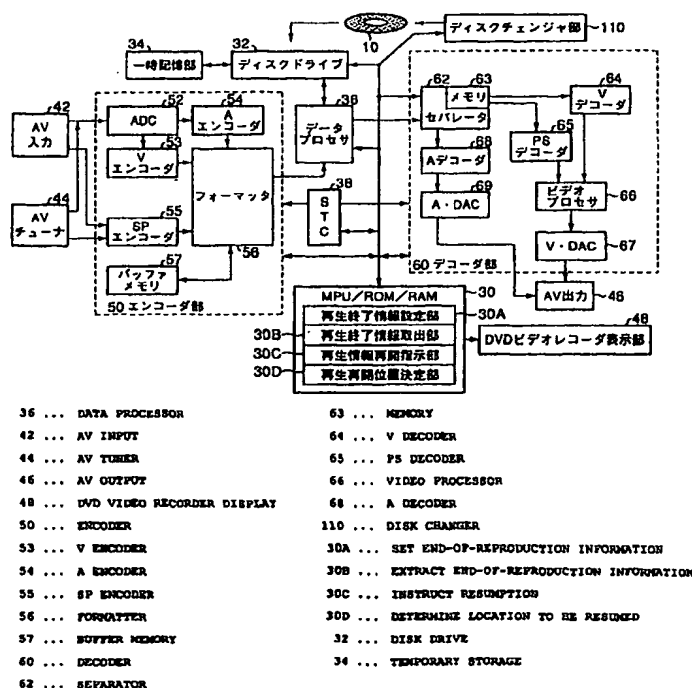 10
ディスクチェンジャ部
110
34
一時記憶部
32
ディスクドライブ
42
AV
入力
44
AV
チューナ
52
ADC
54
A
エンコーダ
53
V
エンコーダ
55
SP
エンコーダ
57
バッファ
メモリ
フォーマッタ
56
50 エンコーダ部
36
データ
プロセサ
38
STC
62
63
メモリ
セパレータ
64
V
デコーダ
65
PS
デコーダ
68
Aデコーダ
69
A・DAC
ビデオ
プロセサ
66
V・DAC
67
60 デコーダ部
AV出力
46
MPU/ROM/RAM
30
再生終了情報設定部
30A
30B
再生終了情報取出部
30C
再生情報再開指示部
30D
再生再開位置決定部
48
DVDビデオレコーダ表示部
36 ... DATA PROCESSOR
42 ... AV INPUT
44 ... AV TUNER
46 ... AV OUTPUT
48 ... DVD VIDEO RECORDER DISPLAY
50 ... ENCODER
53 ... V ENCODER
54 ... A ENCODER
55 ... SP ENCODER
56 ... FORMATTER
57 ... BUFFER MEMORY
60 ... DECODER
62 ... SEPARATOR
63 ... MEMORY
64 ... V DECODER
65 ... PS DECODER
66 ... VIDEO PROCESSOR
68 ... A DECODER
110 ... DISK CHANGER
30A ... SET END-OF-REPRODUCTION INFORMATION
30B ... EXTRACT END-OF-REPRODUCTION INFORMATION
30C ... INSTRUCT RESUMPTION
30D ... DETERMINE LOCATION TO BE RESUMED
32 ... DISK DRIVE
34 ... TEMPORARY STORAGE